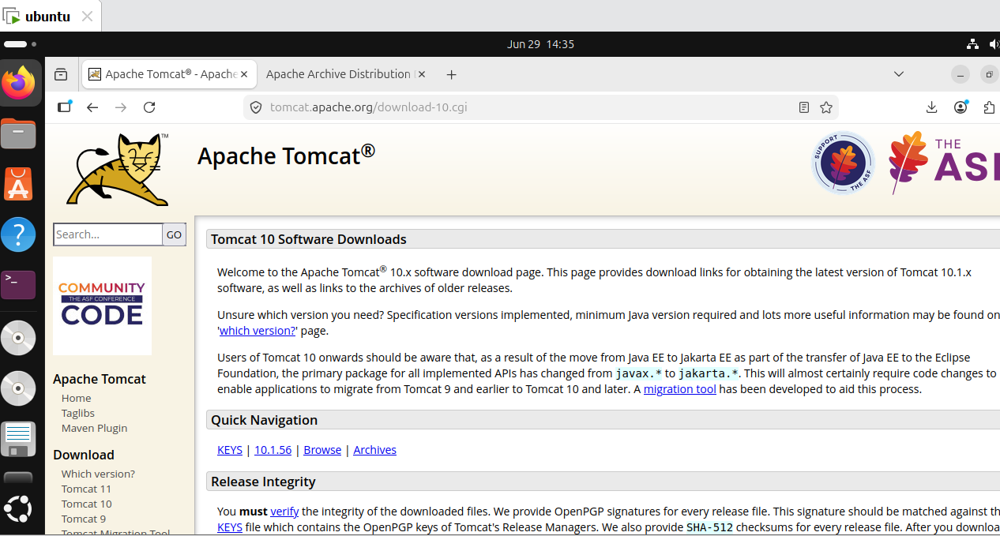 ubuntu
Jun 29 14:35
Apache Tomcat® - Apache
Apache Archive Distribution
tomcat.apache.org/download-10.cgi
TM
Apache Tomcat®
SUPPORT
THE ASF
THE
ASF
Search...
GO
COMMUNITY
THE ASF CONFERENCE
CODE
Apache Tomcat
Home
Taglibs
Maven Plugin
Download
Which version?
Tomcat 11
Tomcat 10
Tomcat 9
Tomcat Migration Tool
Tomcat 10 Software Downloads
Welcome to the Apache Tomcat® 10.x software download page. This page provides download links for obtaining the latest version of Tomcat 10.1.x
software, as well as links to the archives of older releases.
Unsure which version you need? Specification versions implemented, minimum Java version required and lots more useful information may be found on
'which version?' page.
Users of Tomcat 10 onwards should be aware that, as a result of the move from Java EE to Jakarta EE as part of the transfer of Java EE to the Eclipse
Foundation, the primary package for all implemented APIs has changed from javax.* to jakarta.*. This will almost certainly require code changes to
enable applications to migrate from Tomcat 9 and earlier to Tomcat 10 and later. A migration tool has been developed to aid this process.
Quick Navigation
KEYS | 10.1.56 | Browse | Archives
Release Integrity
You must verify the integrity of the downloaded files. We provide OpenPGP signatures for every release file. This signature should be matched against th
KEYS file which contains the OpenPGP keys of Tomcat's Release Managers. We also provide SHA-512 checksums for every release file. After you downloa